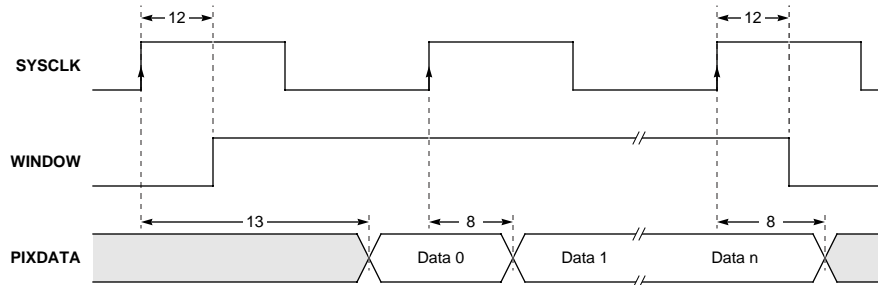 12
12
SYSCLK
WINDOW
13
8
8
PIXDATA
Data 0
Data 1
Data n